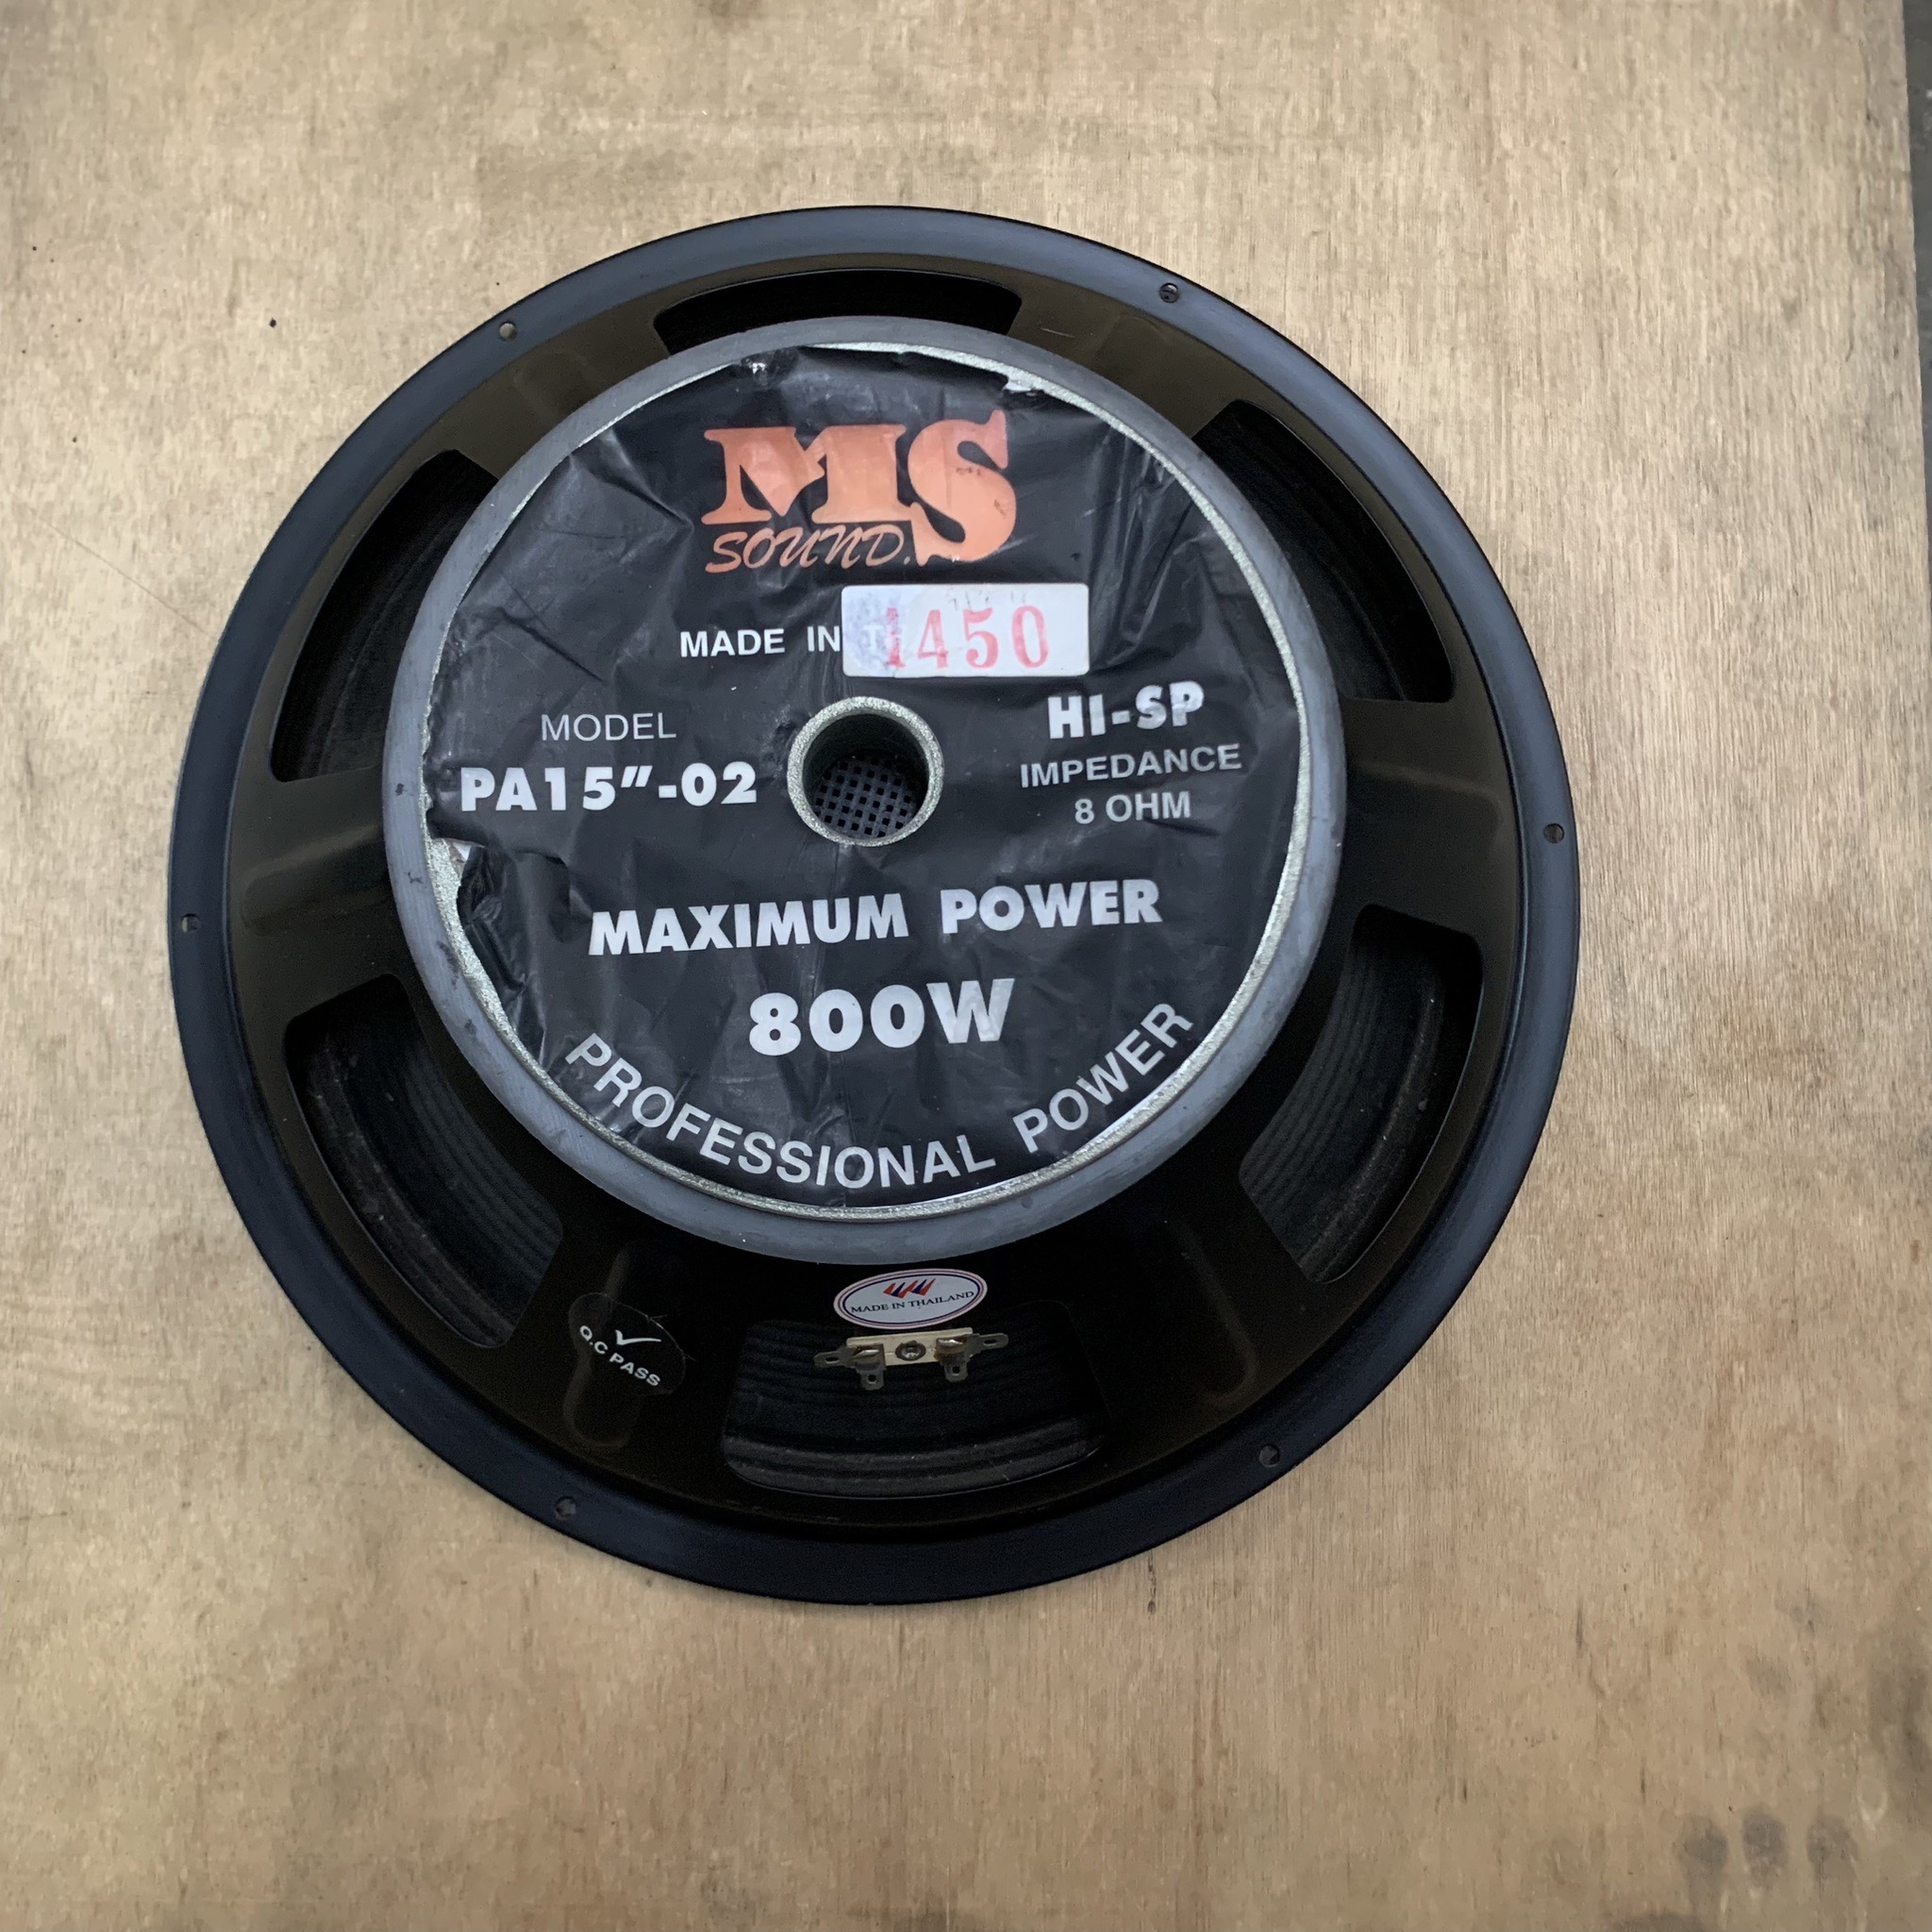 MS
SOUND.
MADE IN
1450
MODEL
PA15"-02
HI-SP
IMPEDANCE
8 OHM
MAXIMUM POWER
800W
PROFESSIONAL POWER
MADE IN THAILAND
Q.C PASS